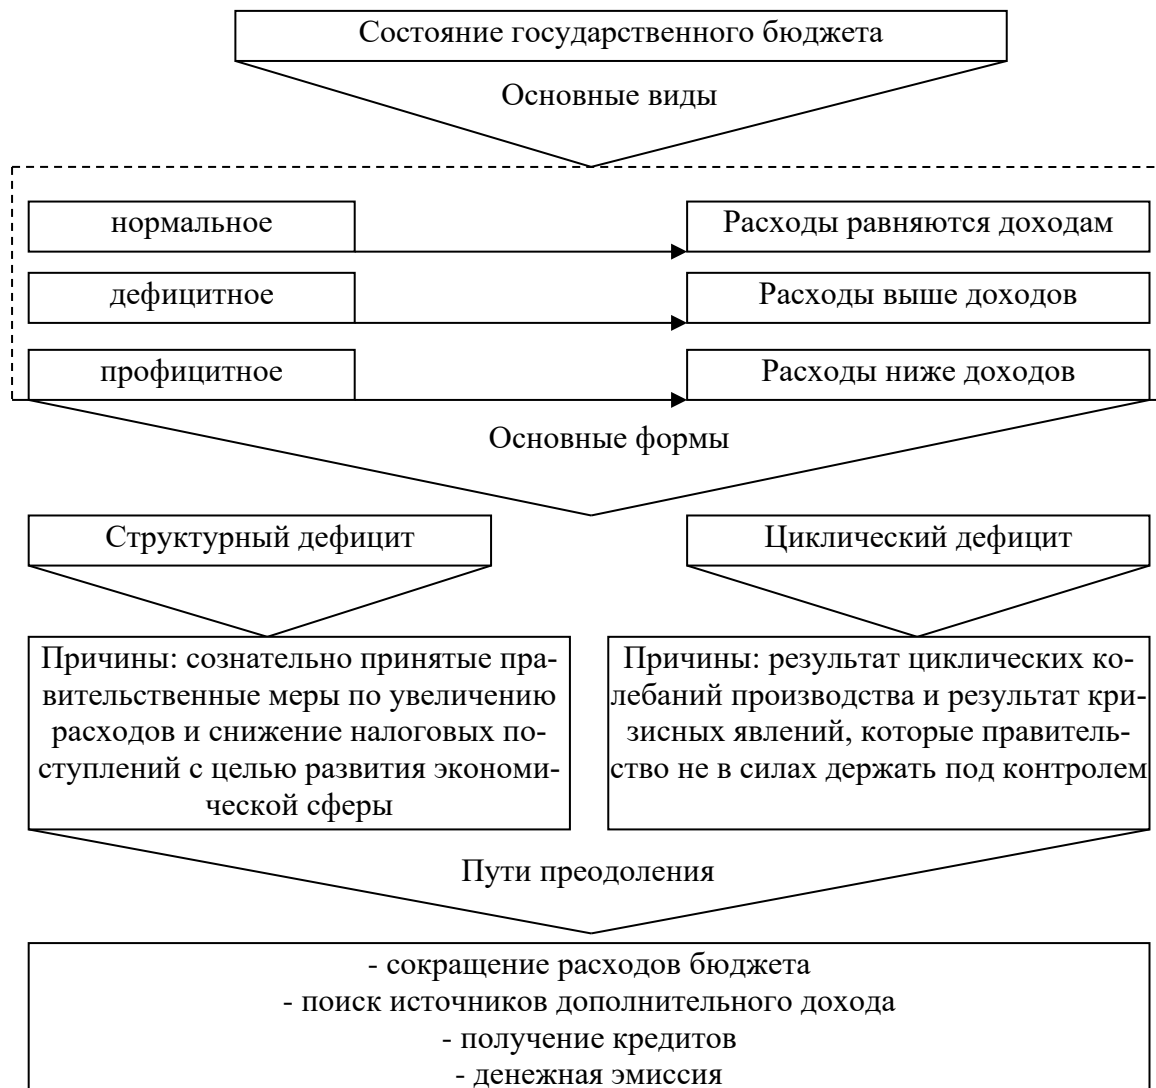 Состояние государственного бюджета
Основные виды
нормальное
Расходы равняются доходам
дефицитное
Расходы выше доходов
профицитное
Расходы ниже доходов
Основные формы
Структурный дефицит
Циклический дефицит
Причины: сознательно принятые пра-
вительственные меры по увеличению
расходов и снижение налоговых по-
ступлений с целью развития экономи-
ческой сферы
Причины: результат циклических ко-
лебаний производства и результат кри-
зисных явлений, которые правитель-
ство не в силах держать под контролем
Пути преодоления
- сокращение расходов бюджета
- поиск источников дополнительного дохода
- получение кредитов
- денежная эмиссия